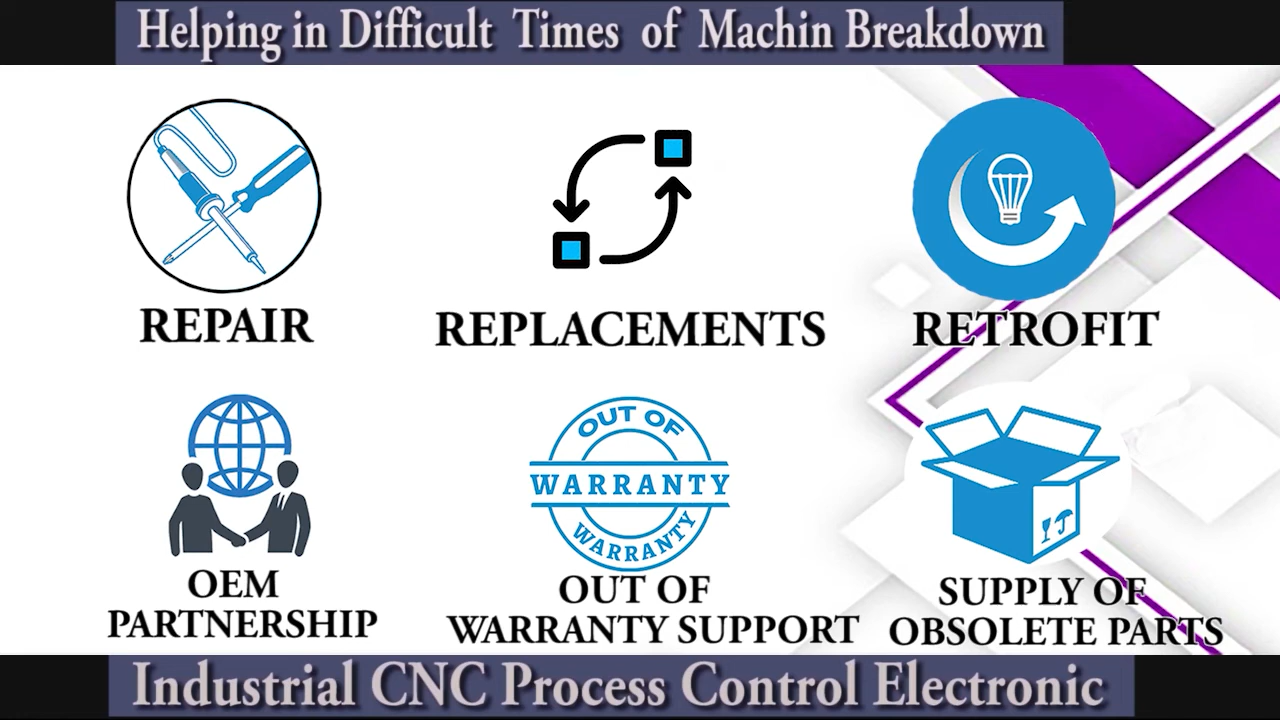 Helping in Difficult Times of Machin Breakdown
REPAIR
REPLACEMENTS
RETROFIT
OUT OF
WARRANTY
WARRANTY
OEM
PARTNERSHIP
OUT OF
WARRANTY SUPPORT
SUPPLY OF
OBSOLETE PARTS
Industrial CNC Process Control Electronic